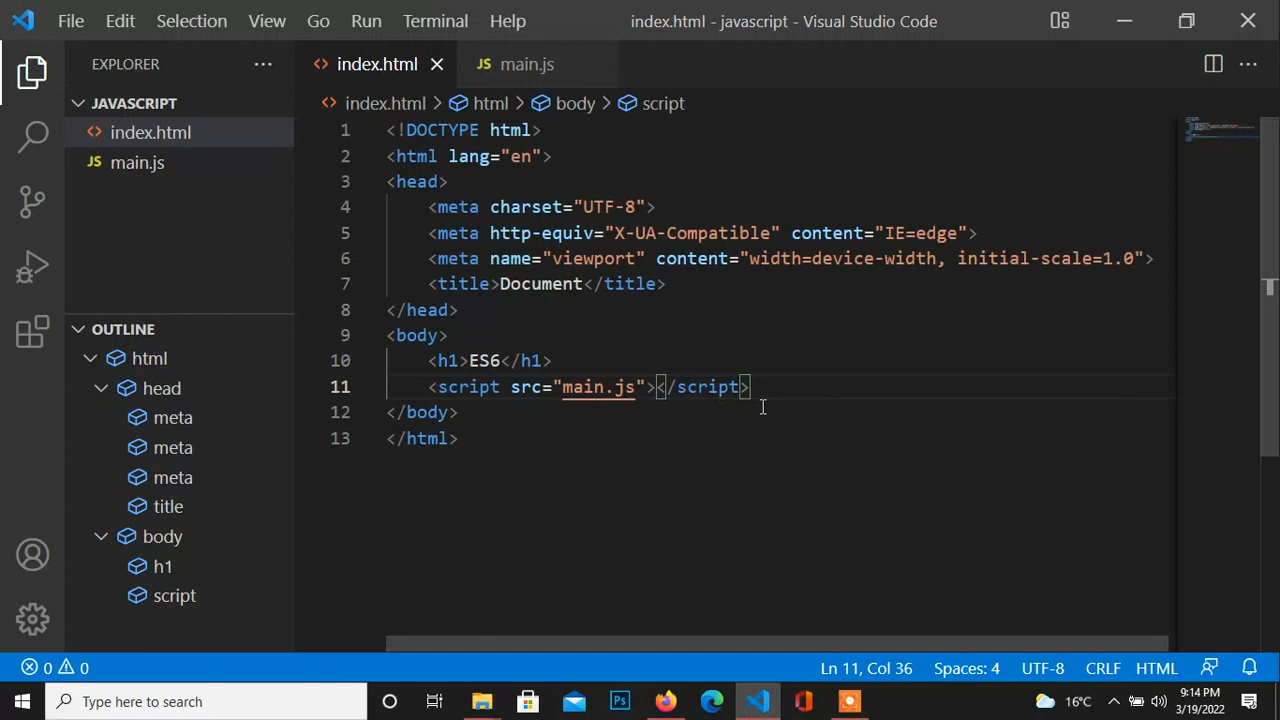 File Edit Selection View Go Run Terminal Help index.html - javascript - Visual Studio Code
EXPLORER
index.html
JS main.js
JAVASCRIPT
index.html
JS main.js
OUTLINE
html
head
meta
meta
meta
title
body
h1
script
index.html > html > body > script
1 <!DOCTYPE html>
2 <html lang="en">
3 <head>
4 <meta charset="UTF-8">
5 <meta http-equiv="X-UA-Compatible" content="IE=edge">
6 <meta name="viewport" content="width=device-width, initial-scale=1.0">
7 <title>Document</title>
8 </head>
9 <body>
10 <h1>ES6</h1>
11 <script src="main.js"></script>
12 </body>
13 </html>
0 0 Ln 11, Col 36 Spaces: 4 UTF-8 CRLF HTML
Type here to search
Ps
16°C
9:14 PM
3/19/2022